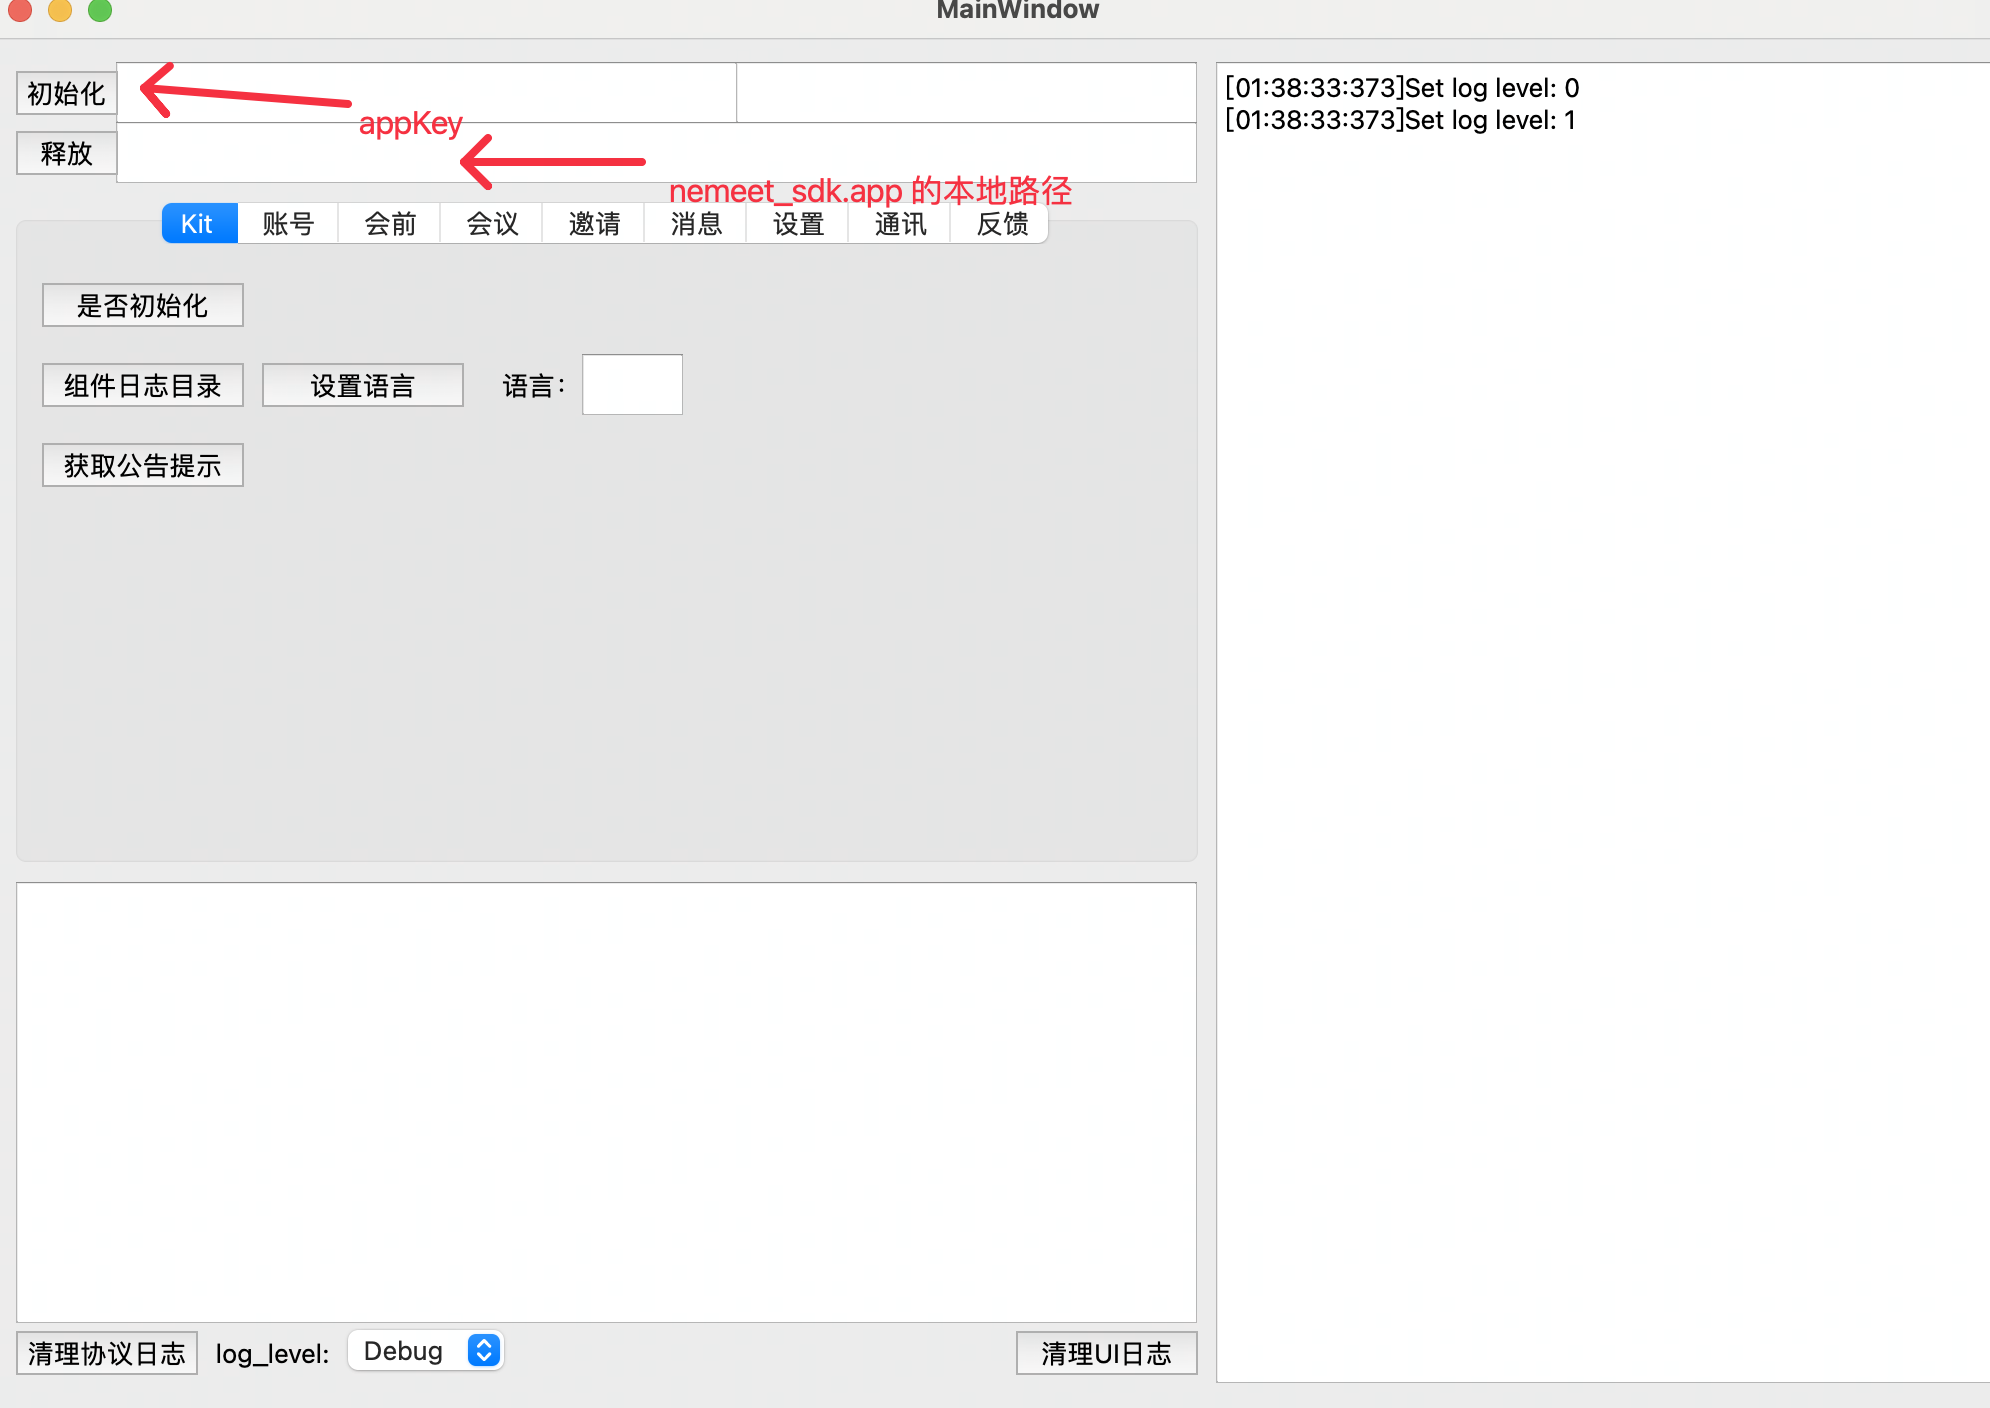 MainWindow
初始化
appKey
释放
nemeet_sdk.app 的本地路径
Kit 账号 会前 会议 邀请 消息 设置 通讯 反馈
是否初始化
组件日志目录 设置语言 语言：
获取公告提示
清理协议日志 log_level: Debug 清理UI日志
[01:38:33:373]Set log level: 0
[01:38:33:373]Set log level: 1